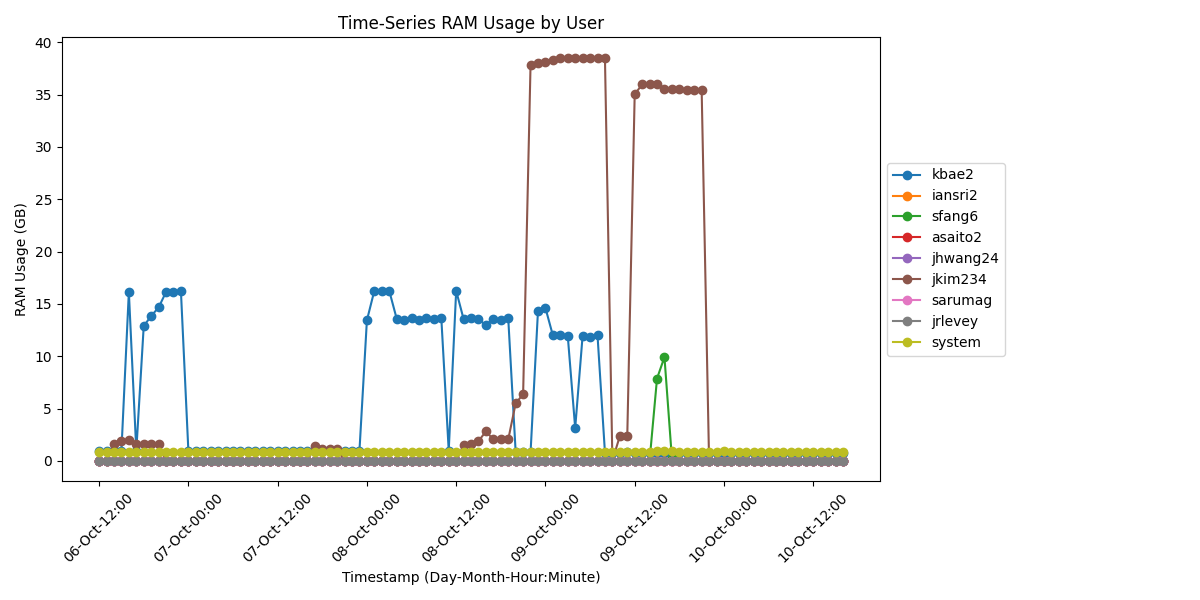 Time-Series RAM Usage by User
40
35
30
25
20
15
10
5
0
RAM Usage (GB)
06-Oct-12:00
07-Oct-00:00
07-Oct-12:00
08-Oct-00:00
08-Oct-12:00
09-Oct-00:00
09-Oct-12:00
10-Oct-00:00
10-Oct-12:00
Timestamp (Day-Month-Hour:Minute)
kbae2
iansri2
sfang6
asaito2
jhwang24
jkim234
sarumag
jrlevey
system